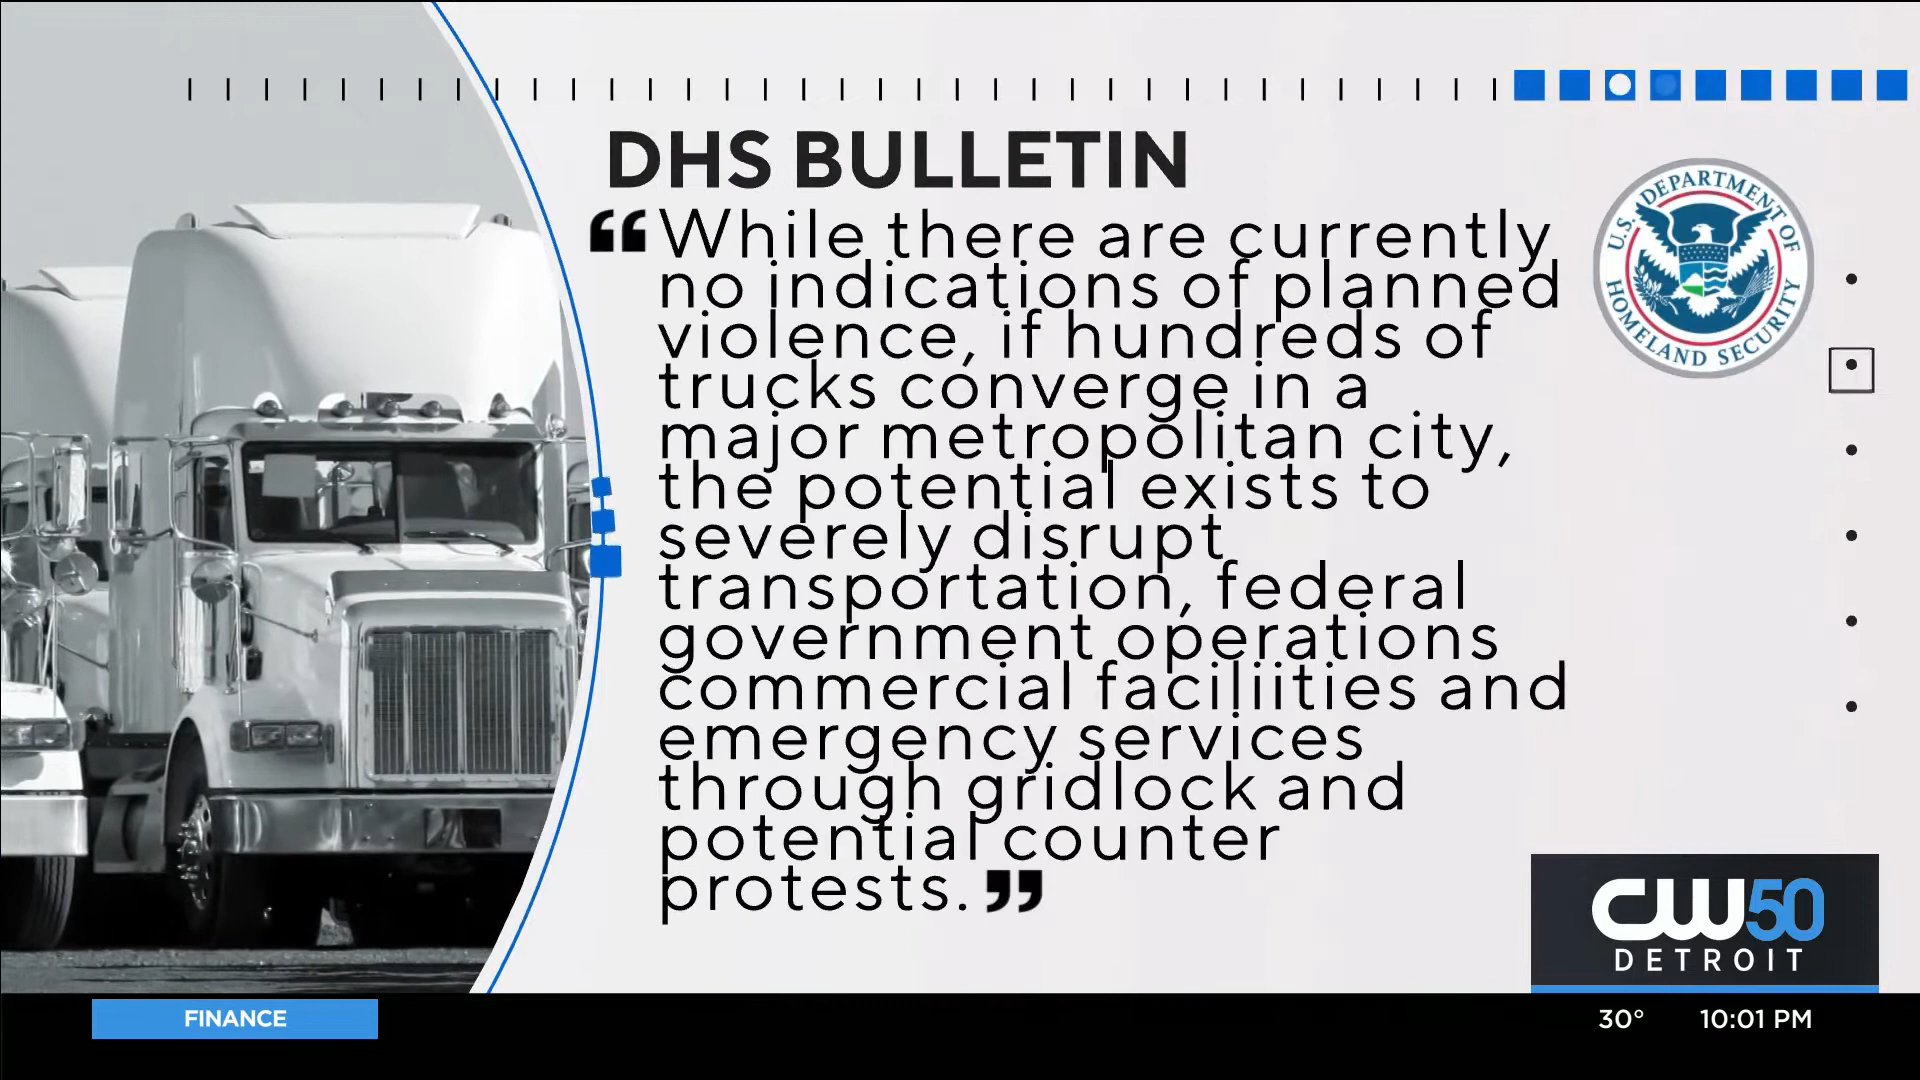 DHS BULLETIN
“While there are currently
no indications of planned
violence, if hundreds of
trucks converge in a
major metropolitan city,
the potential exists to
severely disrupt
transportation, federal
government operations
commercial faciliities and
emergency services
through gridlock and
potential counter
protests.”
U.S. DEPARTMENT OF
HOMELAND SECURITY
CW50
DETROIT
FINANCE
30° 10:01 PM